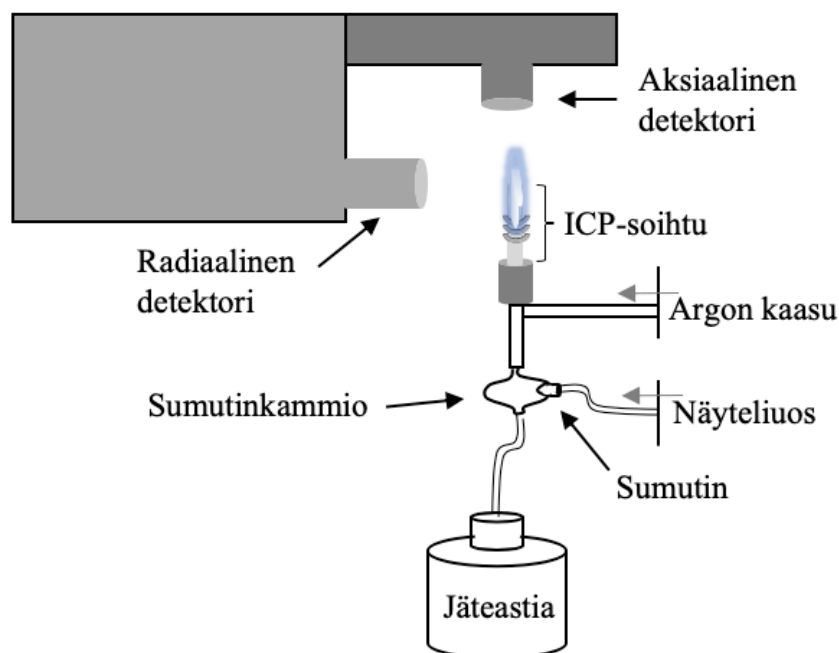 Aksiaalinen
detektori
ICP-soihtu
Radiaalinen
detektori
Argon kaasu
Sumutinkammio
Näyteliuos
Sumutin
Jäteastia